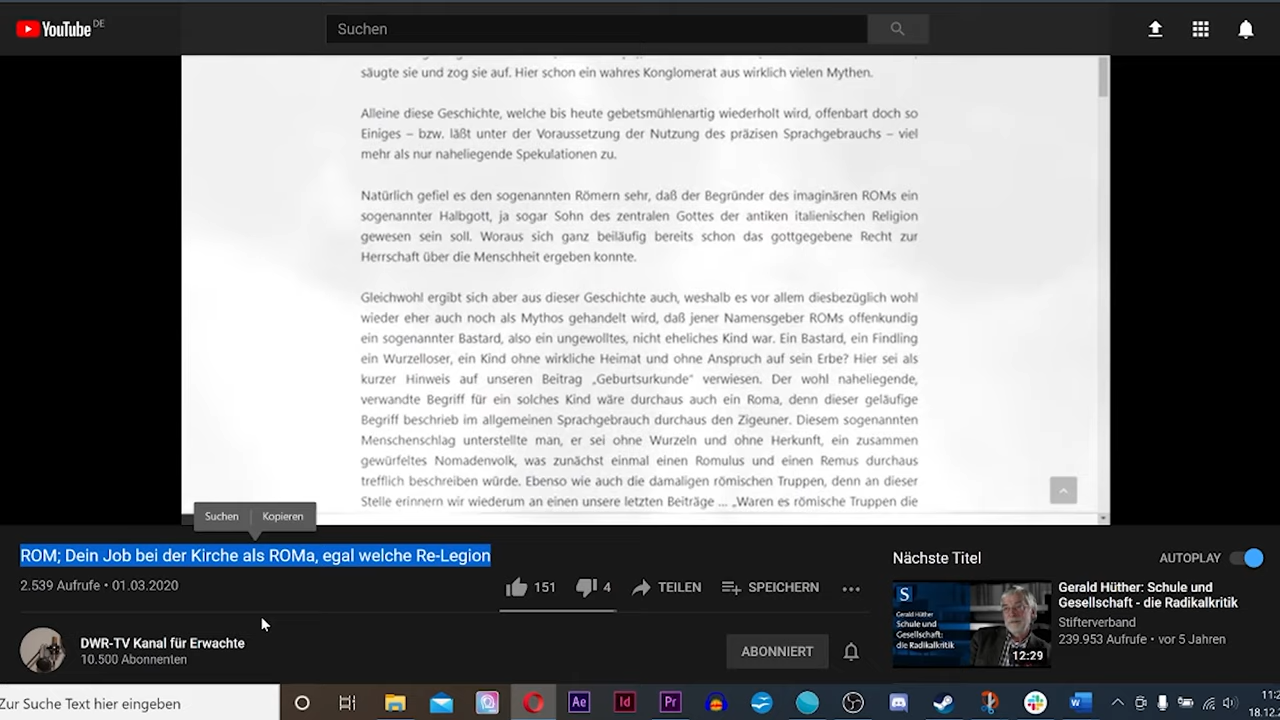 YouTube DE
Suchen
säugte sie und zog sie auf. Hier schon ein wahres Konglomerat aus wirklich vielen Mythen.
Alleine diese Geschichte, welche bis heute gebetsmühlenartig wiederholt wird, offenbart doch so
Einiges – bzw. läßt unter der Voraussetzung der Nutzung des präzisen Sprachgebrauchs – viel
mehr als nur naheliegende Spekulationen zu.
Natürlich gefiel es den sogenannten Römern sehr, daß der Begründer des imaginären ROMs ein
sogenannter Halbgott, ja sogar Sohn des zentralen Gottes der antiken italienischen Religion
gewesen sein soll. Woraus sich ganz beiläufig bereits schon das gottgegebene Recht zur
Herrschaft über die Menschheit ergeben konnte.
Gleichwohl ergibt sich aber aus dieser Geschichte auch, weshalb es vor allem diesbezüglich wohl
wieder eher auch noch als Mythos gehandelt wird, daß jener Namensgeber ROMs offenkundig
ein sogenannter Bastard, also ein ungewolltes, nicht eheliches Kind war. Ein Bastard, ein Findling
ein Wurzelloser, ein Kind ohne wirkliche Heimat und ohne Anspruch auf sein Erbe? Hier sei als
kurzer Hinweis auf unseren Beitrag „Geburtsurkunde" verwiesen. Der wohl naheliegende,
verwandte Begriff für ein solches Kind wäre durchaus auch ein Roma, denn dieser geläufige
Begriff beschrieb im allgemeinen Sprachgebrauch durchaus den Zigeuner. Diesem sogenannten
Menschenschlag unterstellte man, er sei ohne Wurzeln und ohne Herkunft, ein zusammen
gewürfeltes Nomadenvolk, was zunächst einmal einen Romulus und einen Remus durchaus
trefflich beschreiben würde. Ebenso wie auch die damaligen römischen Truppen, denn an dieser
Stelle erinnern wir wiederum an einen unsere letzten Beiträge ... „Waren es römische Truppen die
Suchen Kopieren
ROM; Dein Job bei der Kirche als ROMa, egal welche Re-Legion
2.539 Aufrufe • 01.03.2020
151 4 TEILEN SPEICHERN
DWR-TV Kanal für Erwachte
10.500 Abonnenten
ABONNIERT
Nächste Titel AUTOPLAY
S
Gerald Hüther:
Schule und
Gesellschaft:
die Radikalkritik
12:29
Gerald Hüther: Schule und
Gesellschaft - die Radikalkritik
Stifterverband
239.953 Aufrufe • vor 5 Jahren
Zur Suche Text hier eingeben
Ae Id Pr W
11:2
18.12.2